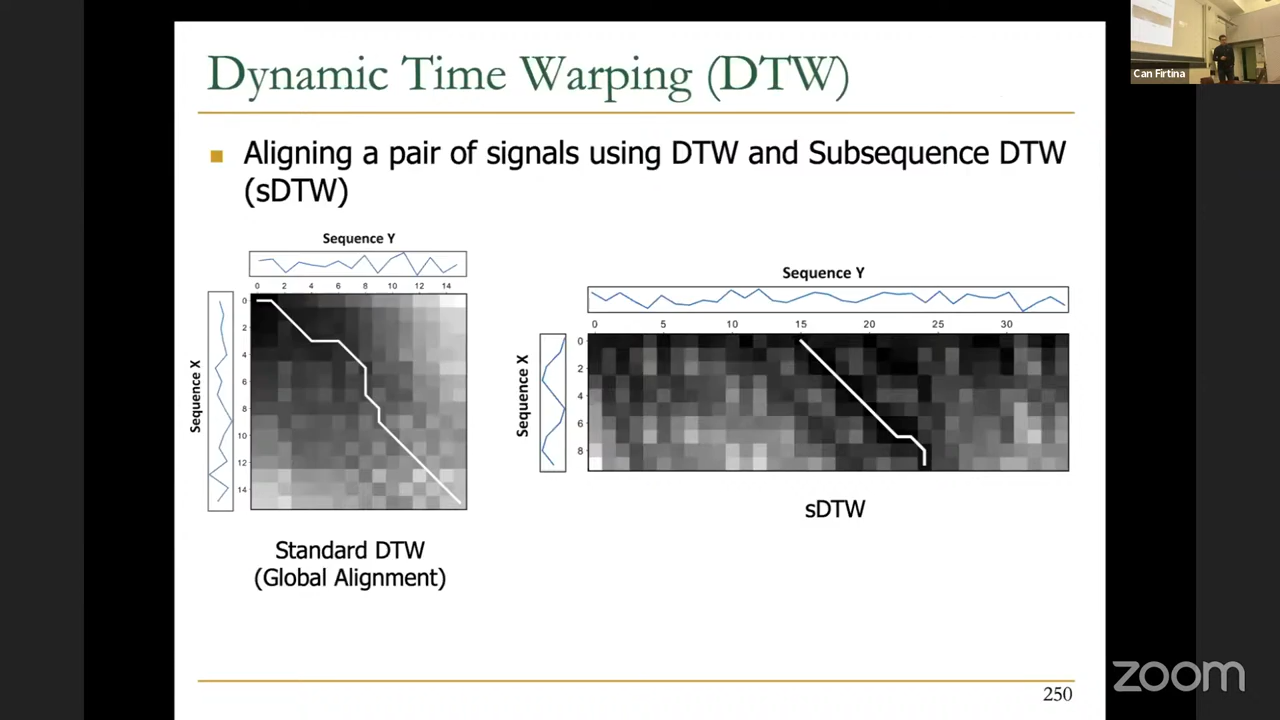 Dynamic Time Warping (DTW)
Can Firtina
Aligning a pair of signals using DTW and Subsequence DTW
(sDTW)
Sequence Y
0 2 4 6 8 10 12 14
Sequence X
0
2
4
6
8
10
12
14
Standard DTW
(Global Alignment)
Sequence Y
0 5 10 15 20 25 30
Sequence X
0
2
4
6
8
sDTW
250
zoom